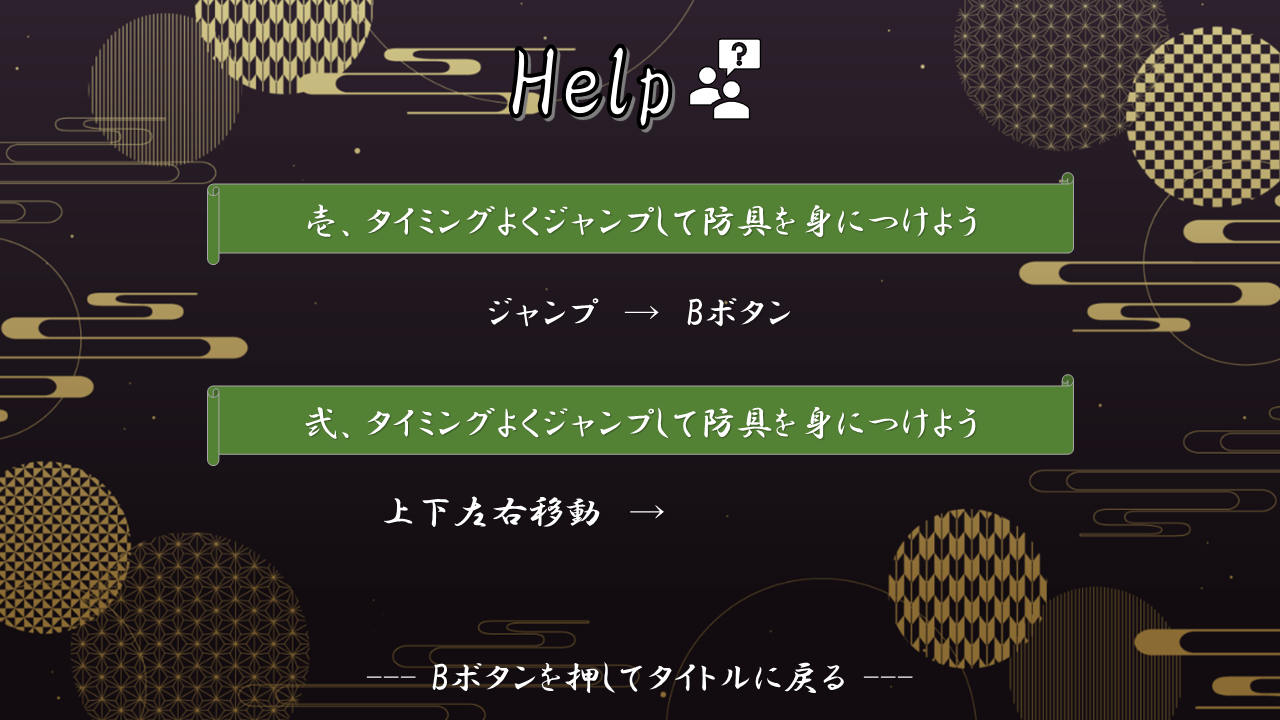 Help
壱、タイミングよくジャンプして防具を身につけよう
ジャンプ → Bボタン
弐、タイミングよくジャンプして防具を身につけよう
上下左右移動 →
--- Bボタンを押してタイトルに戻る ---